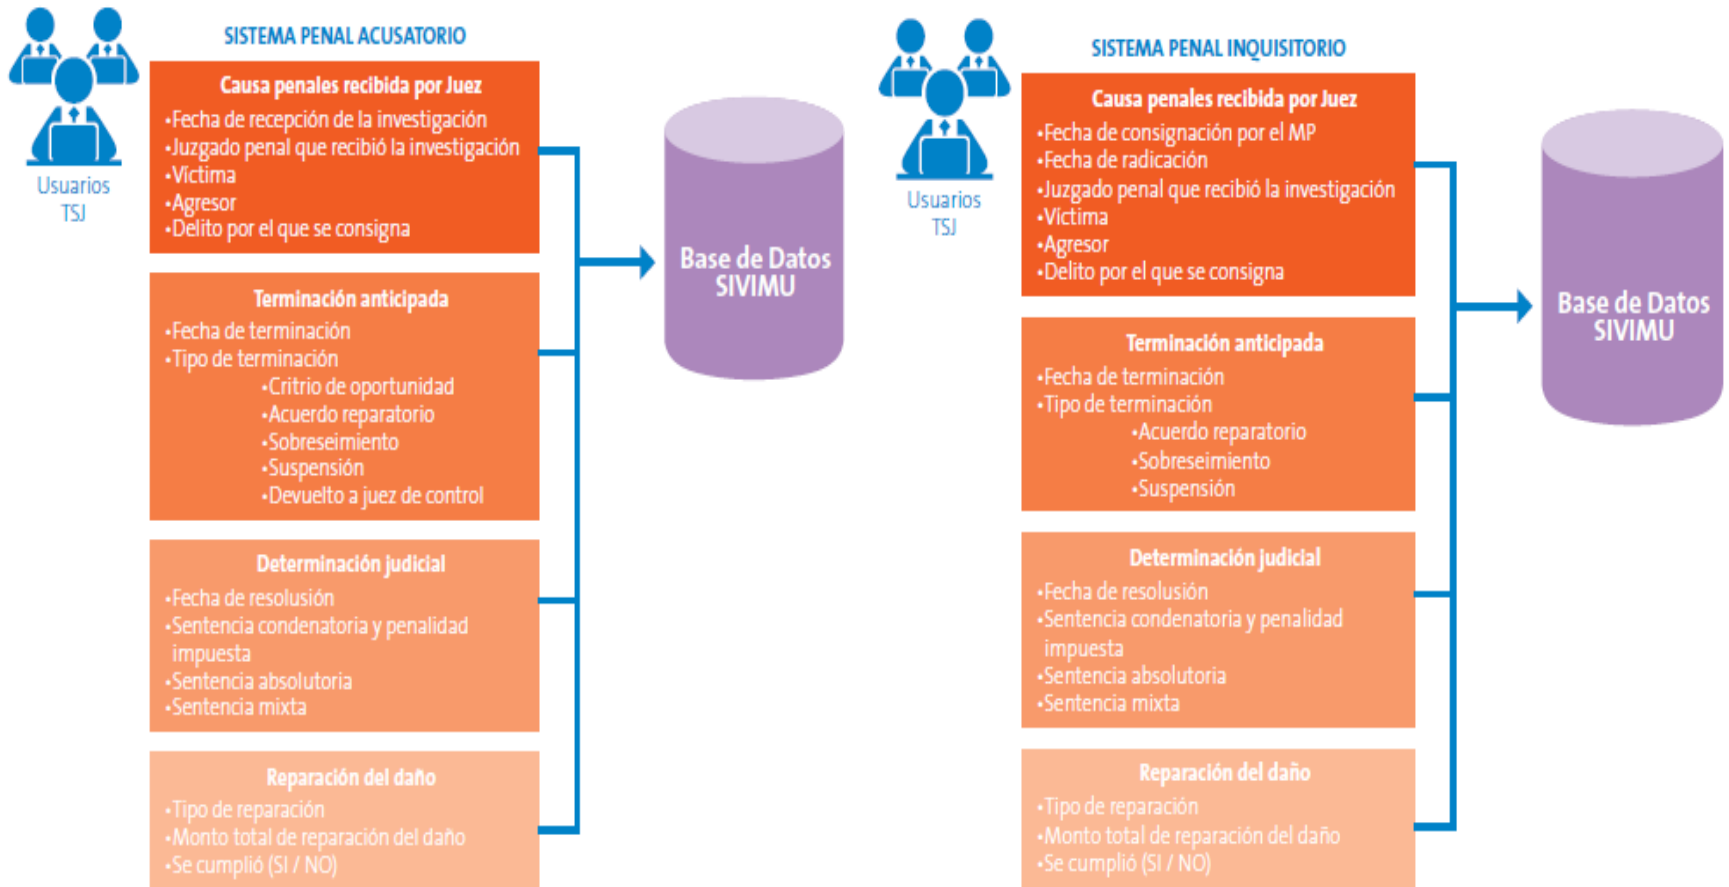 SISTEMA PENAL ACUSATORIO
Usuarios
TSJ
Causa penales recibida por Juez
•Fecha de recepción de la investigación
•Juzgado penal que recibió la investigación
•Víctima
•Agresor
•Delito por el que se consigna
Terminación anticipada
•Fecha de terminación
•Tipo de terminación
•Critrio de oportunidad
•Acuerdo reparatorio
•Sobreseimiento
•Suspensión
•Devuelto a juez de control
Determinación judicial
•Fecha de resolusión
•Sentencia condenatoria y penalidad
impuesta
•Sentencia absolutoria
•Sentencia mixta
Reparación del daño
•Tipo de reparación
•Monto total de reparación del daño
•Se cumplió (SI / NO)
Base de Datos
SIVIMU
SISTEMA PENAL INQUISITORIO
Usuarios
TSJ
Causa penales recibida por Juez
•Fecha de consignación por el MP
•Fecha de radicación
•Juzgado penal que recibió la investigación
•Víctima
•Agresor
•Delito por el que se consigna
Terminación anticipada
•Fecha de terminación
•Tipo de terminación
•Acuerdo reparatorio
•Sobreseimiento
•Suspensión
Determinación judicial
•Fecha de resolusión
•Sentencia condenatoria y penalidad
impuesta
•Sentencia absolutoria
•Sentencia mixta
Reparación del daño
•Tipo de reparación
•Monto total de reparación del daño
•Se cumplió (SI / NO)
Base de Datos
SIVIMU